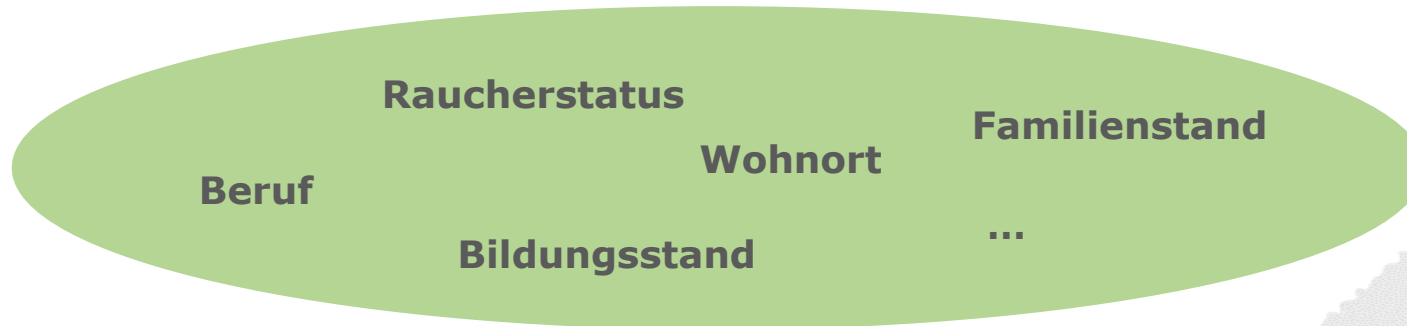 Raucherstatus
Familienstand
Wohnort
Beruf
...
Bildungsstand